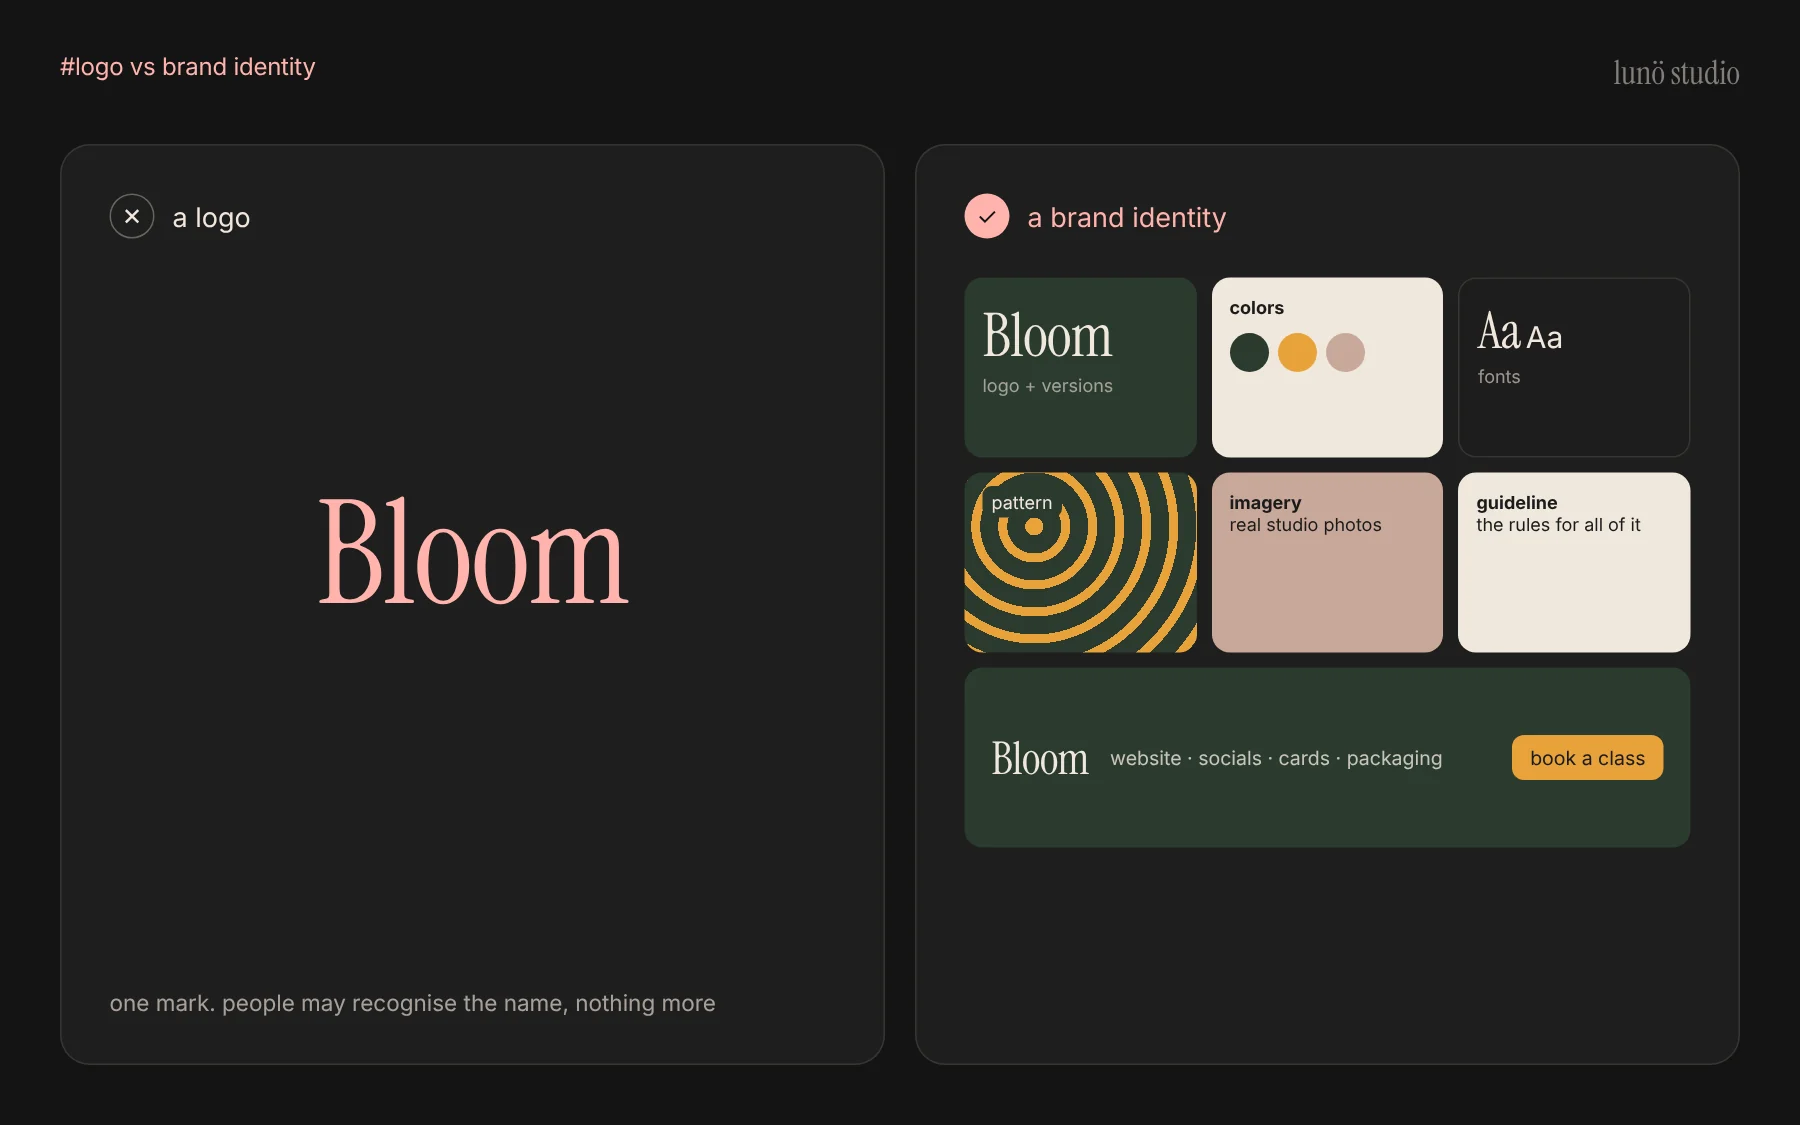 #logo vs brand identity
lunö studio
a logo
Bloom
one mark. people may recognise the name, nothing more
a brand identity
Bloom
logo + versions
colors
Aa Aa
fonts
pattern
imagery
real studio photos
guideline
the rules for all of it
Bloom website · socials · cards · packaging book a class